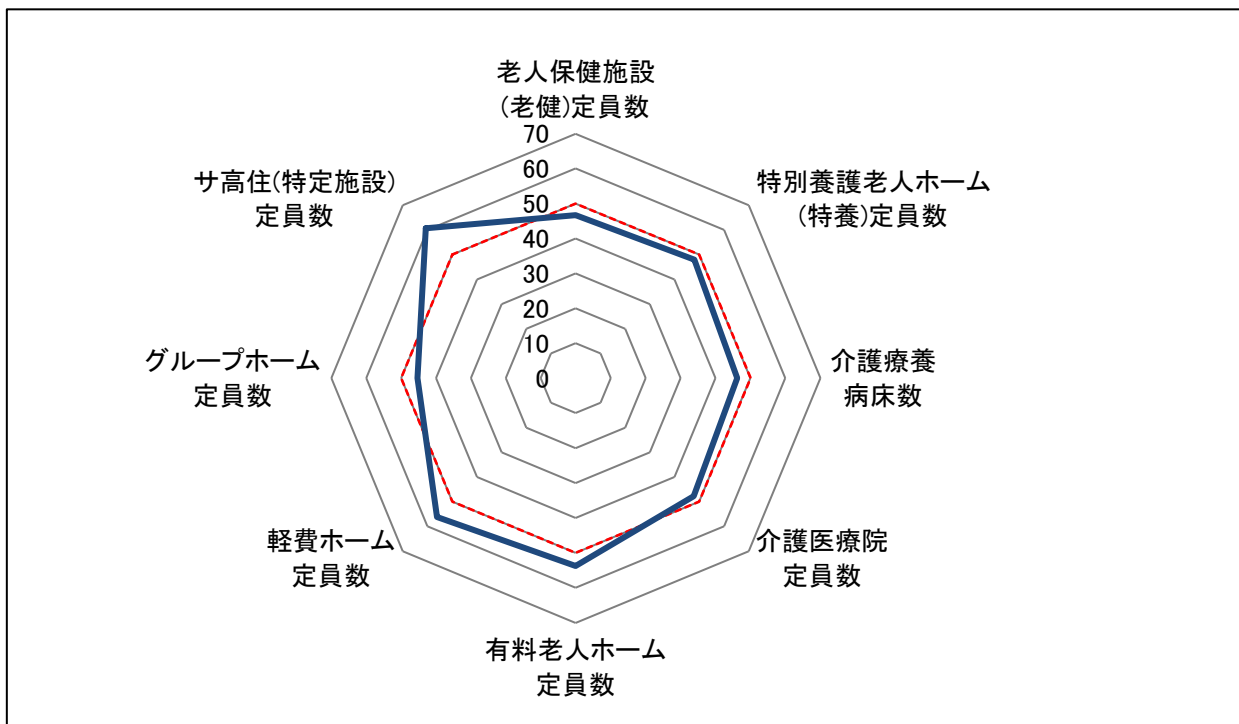 老人保健施設
(老健)定員数
特別養護老人ホーム
(特養)定員数
介護療養
病床数
介護医療院
定員数
有料老人ホーム
定員数
軽費ホーム
定員数
グループホーム
定員数
サ高住(特定施設)
定員数
70
60
50
40
30
20
10
0